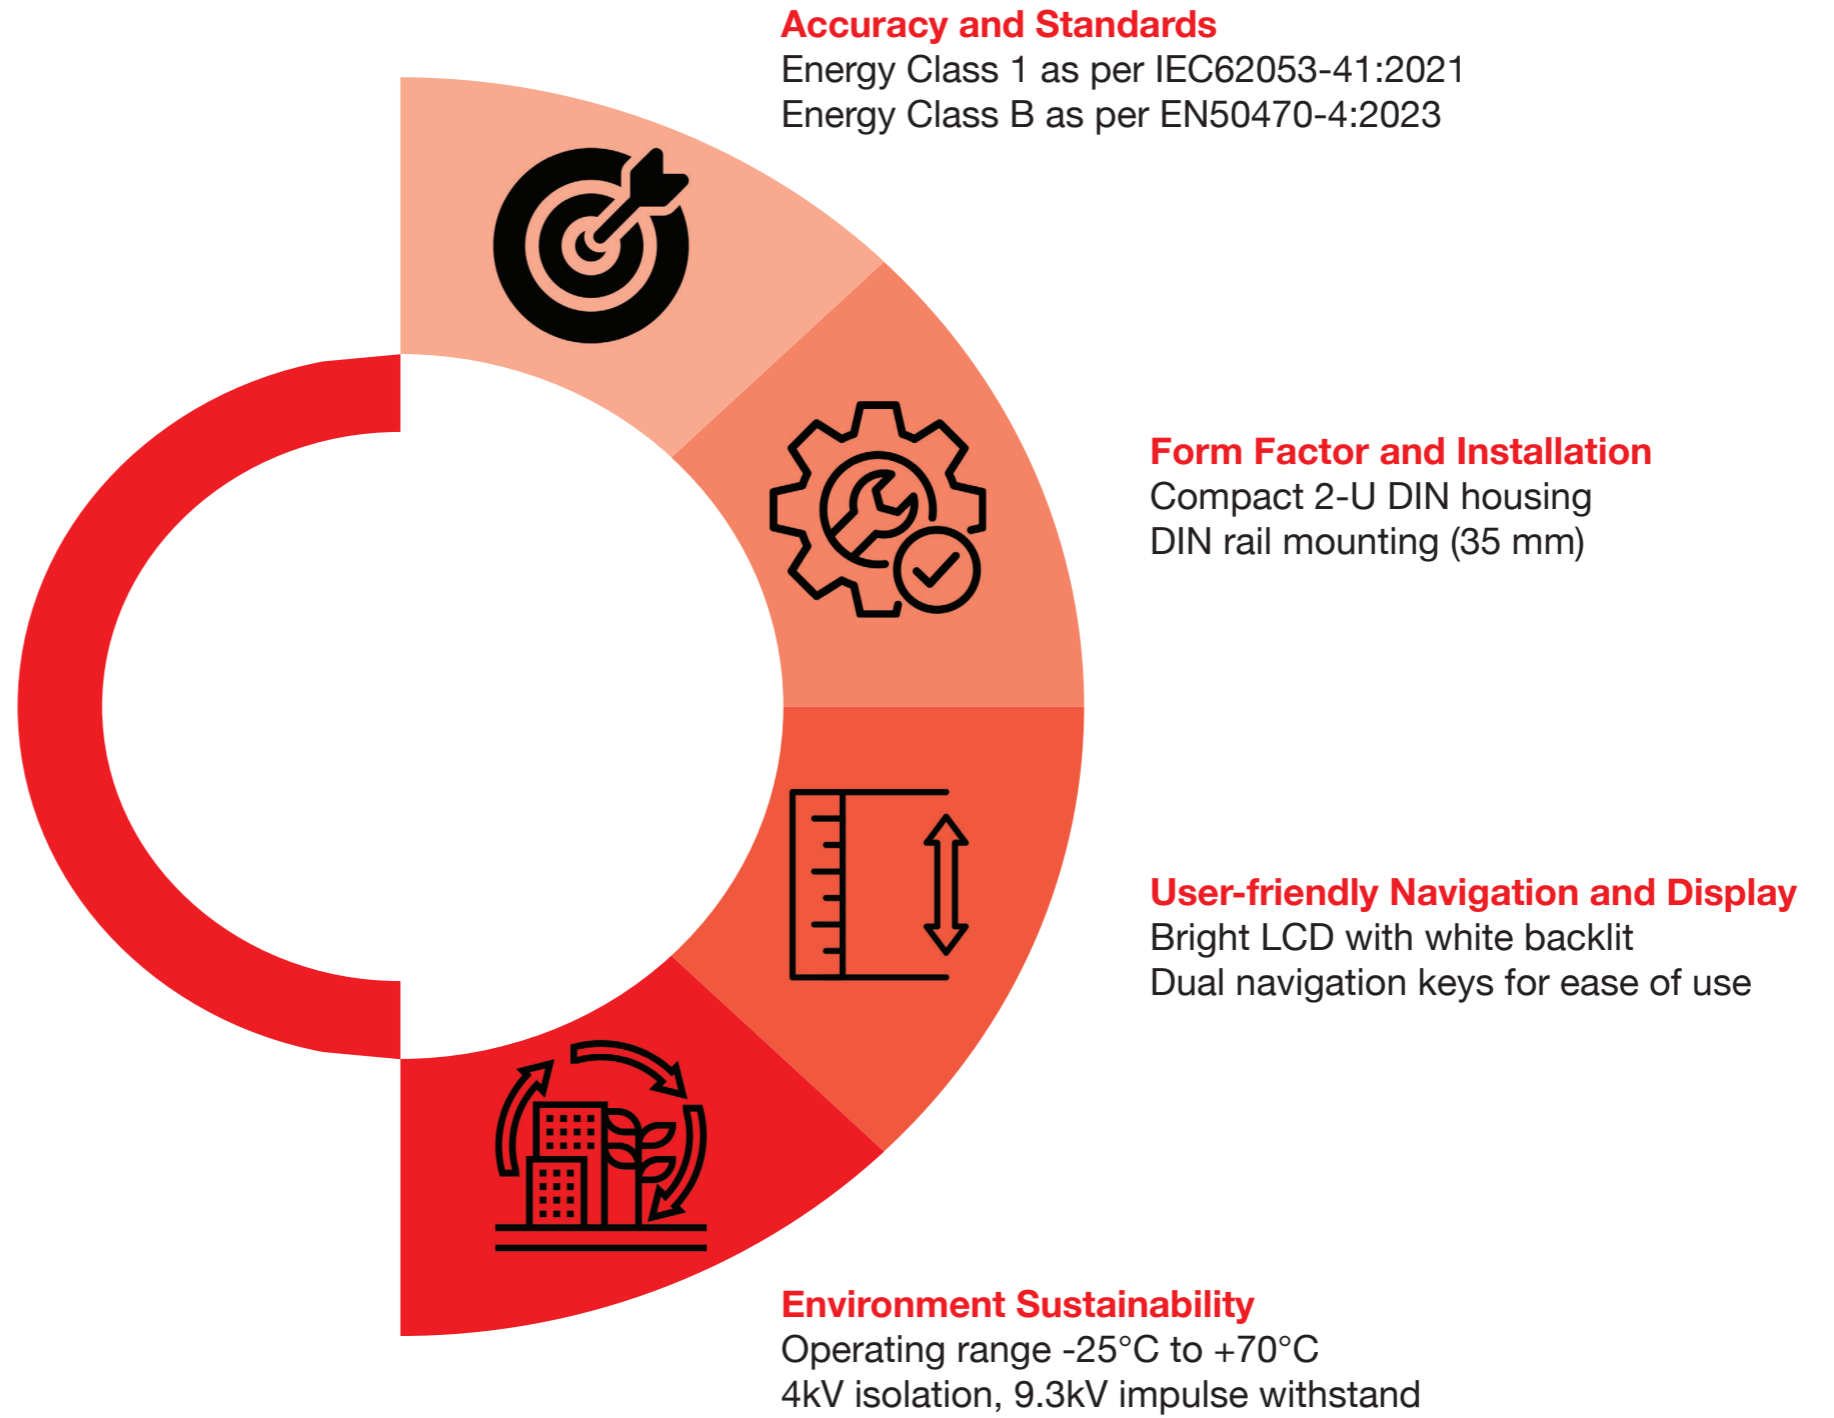 Accuracy and Standards
Energy Class 1 as per IEC62053-41:2021
Energy Class B as per EN50470-4:2023
Form Factor and Installation
Compact 2-U DIN housing
DIN rail mounting (35 mm)
User-friendly Navigation and Display
Bright LCD with white backlit
Dual navigation keys for ease of use
Environment Sustainability
Operating range -25°C to +70°C
4kV isolation, 9.3kV impulse withstand